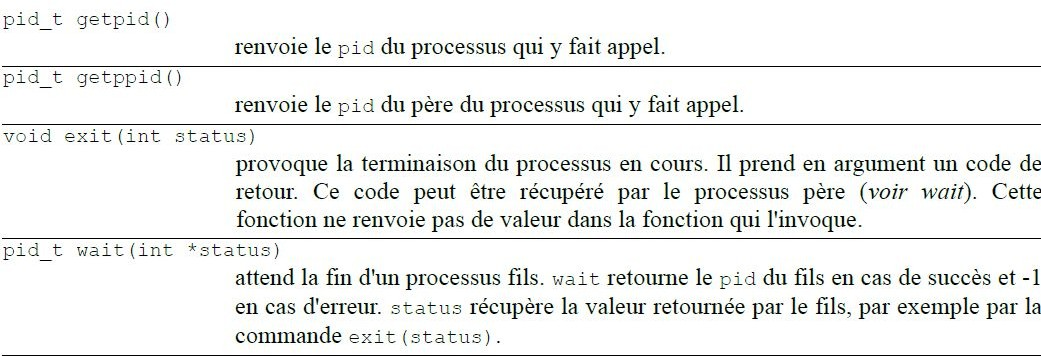 pid_t getpid()
renvoie le pid du processus qui y fait appel.
pid_t getppid()
renvoie le pid du père du processus qui y fait appel.
void exit(int status)
provoque la terminaison du processus en cours. Il prend en argument un code de
retour. Ce code peut être récupéré par le processus père (voir wait). Cette
fonction ne renvoie pas de valeur dans la fonction qui l'invoque.
pid_t wait(int *status)
attend la fin d'un processus fils. wait retourne le pid du fils en cas de succès et -1
en cas d'erreur. status récupère la valeur retournée par le fils, par exemple par la
commande exit(status).